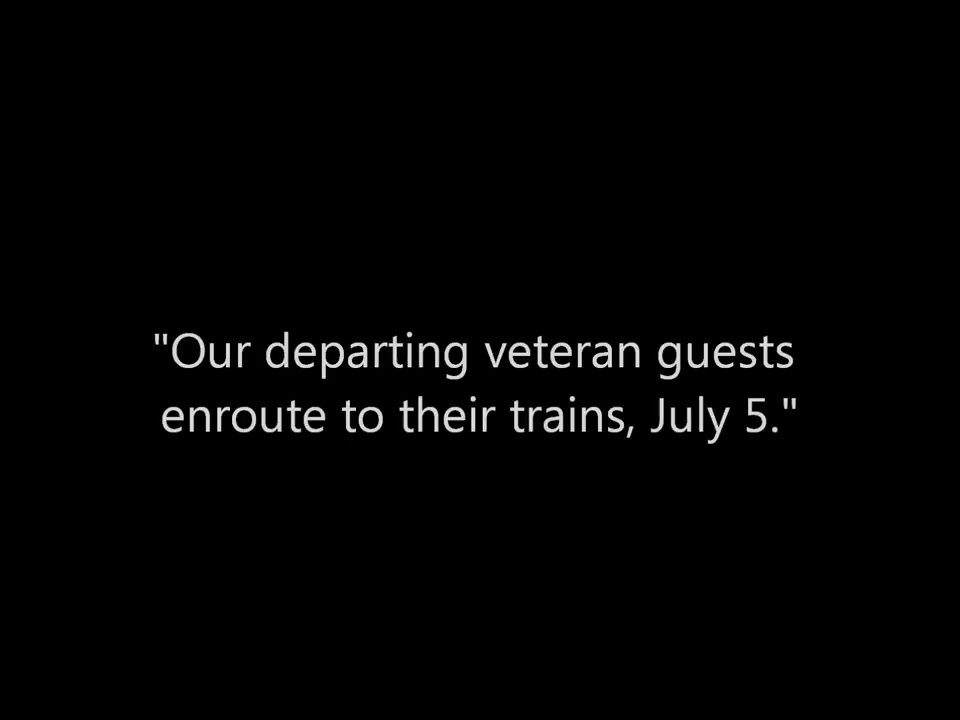 "Our departing veteran guests
enroute to their trains, July 5."